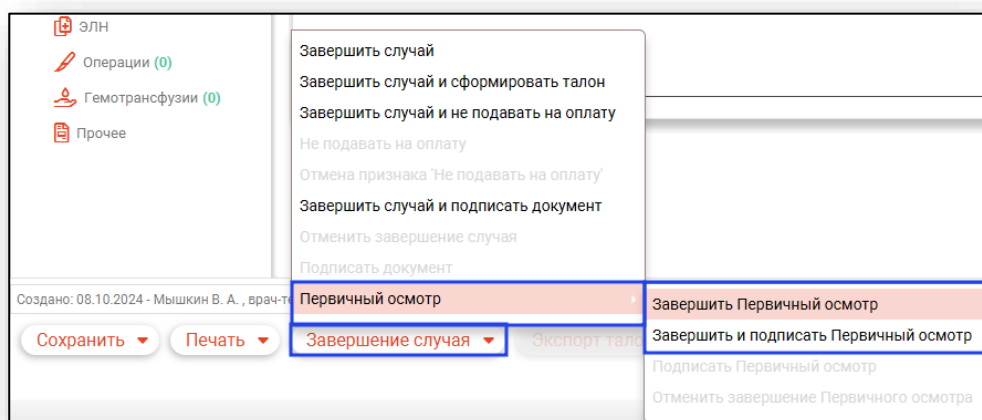 ЭЛН
Операции (0)
Гемотрансфузии (0)
Прочее
Завершить случай
Завершить случай и сформировать талон
Завершить случай и не подавать на оплату
Не подавать на оплату
Отмена признака 'Не подавать на оплату'
Завершить случай и подписать документ
Отменить завершение случая
Подписать документ
Первичный осмотр
Завершить Первичный осмотр
Завершить и подписать Первичный осмотр
Подписать Первичный осмотр
Отменить завершение Первичного осмотра
Создано: 08.10.2024 - Мышкин В. А. ,
Сохранить
Печать
Завершение случая
Экспорт